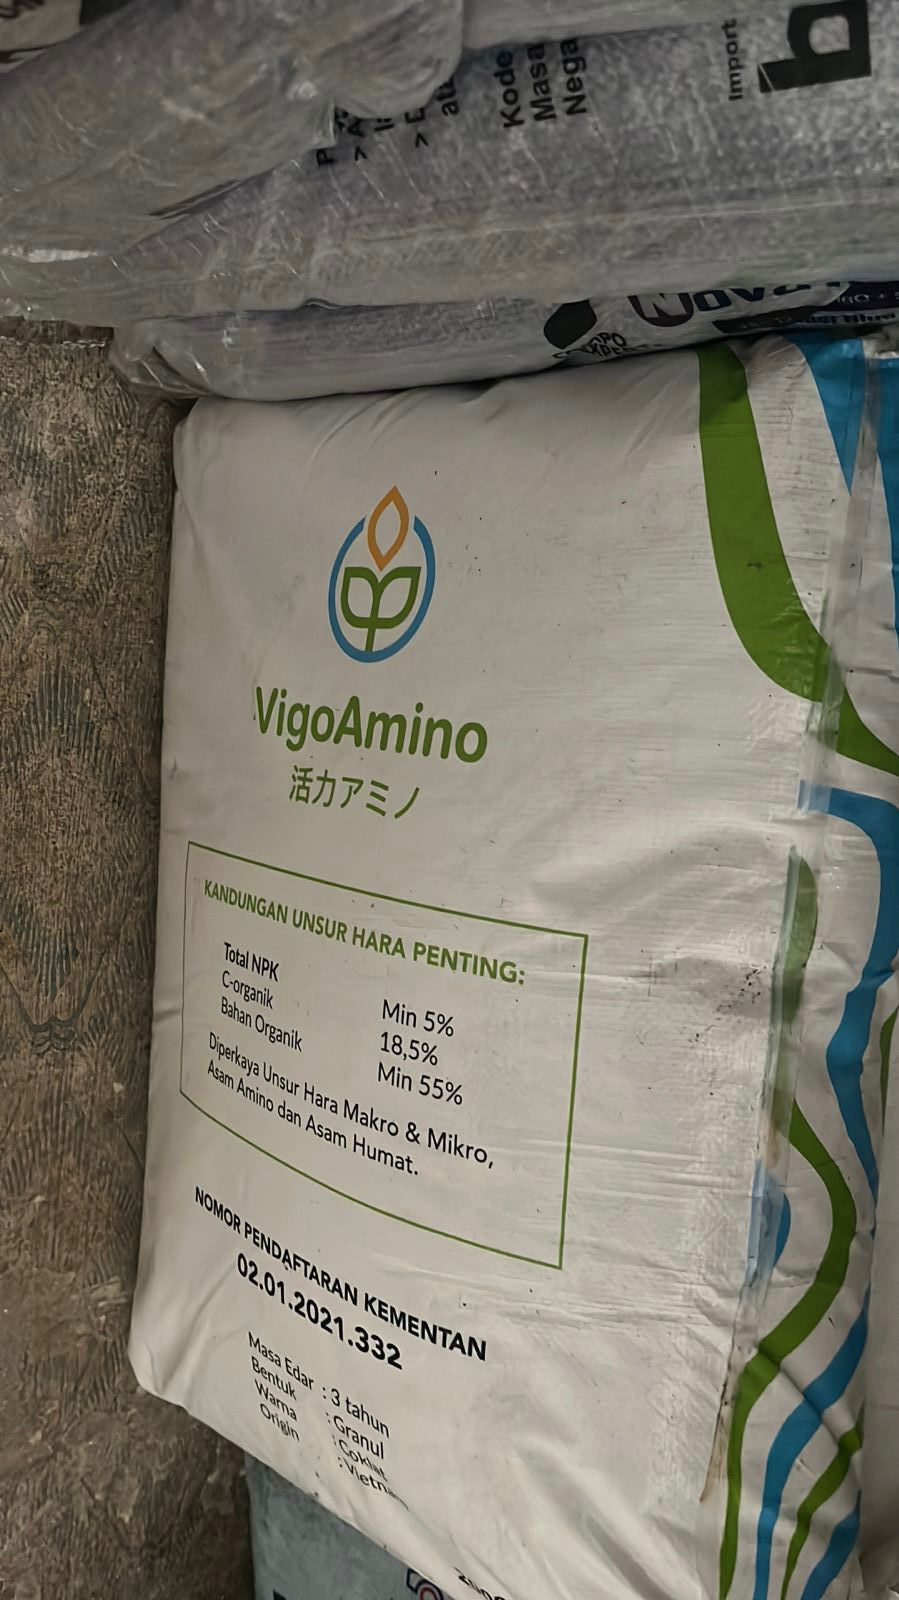 Kode
Masa
Nega
Import
b
VigoAmino
活力アミノ
KANDUNGAN UNSUR HARA PENTING:
Total NPK Min 5%
C-organik 18,5%
Bahan Organik Min 55%
Diperkaya Unsur Hara Makro & Mikro,
Asam Amino dan Asam Humat.
NOMOR PENDAFTARAN KEMENTAN
02.01.2021.332
Masa Edar : 3 tahun
Bentuk : Granul
Warna : Coklat
Origin : Vietnam